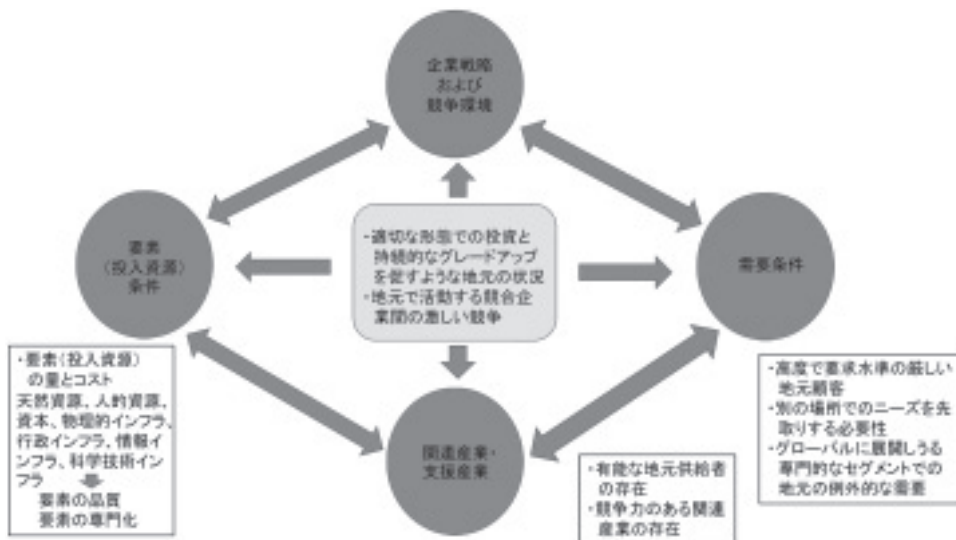 企業戦略
および
競争環境
要素
(投入資源)
条件
・適切な形態での投資と
持続的なグレードアップ
を促すような地元の状況
・地元で活動する競合企
業間の激しい競争
需要条件
・要素(投入資源)
の量とコスト
天然資源、人的資源、
資本、物理的インフラ、
行政インフラ、情報イ
ンフラ、科学技術イン
フラ
要素の品質
要素の専門化
関連産業・
支援産業
・有能な地元供給者
の存在
・競争力のある関連
産業の存在
・高度で要求水準の厳しい
地元顧客
・別の場所でのニーズを先
取りする必要性
・グローバルに展開しうる
専門的なセグメントでの
地元の例外的な需要